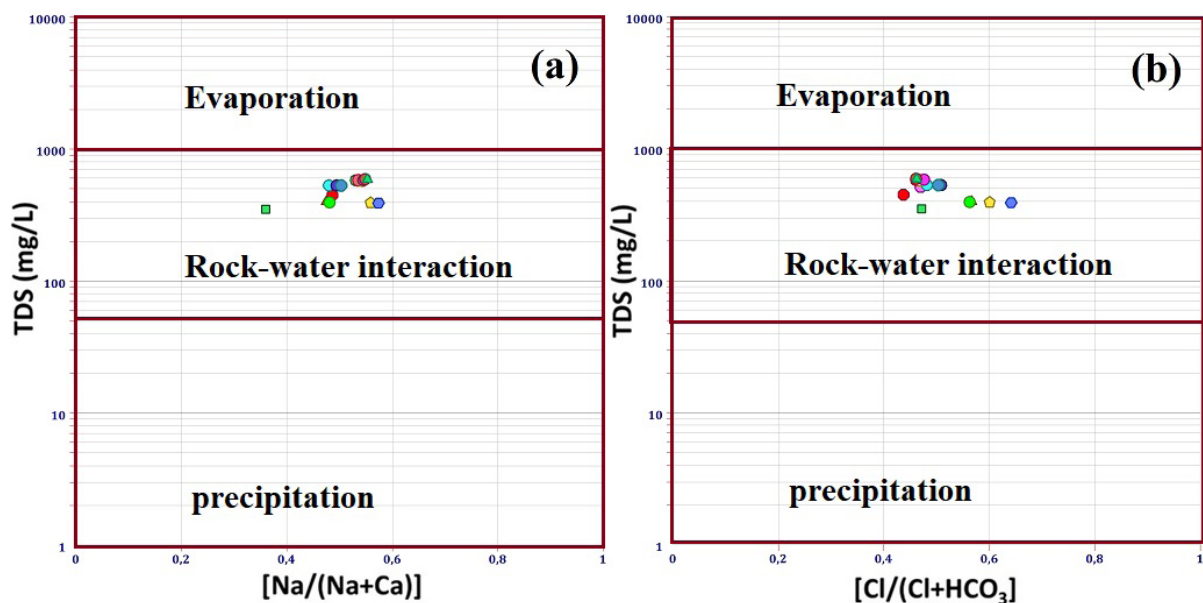 10000
(a)
Evaporation
1000
Rock-water interaction
100
10
precipitation
1
0
0,2
0,4
0,6
0,8
1
TDS (mg/L)
[Na/(Na+Ca)]
10000
(b)
Evaporation
1000
Rock-water interaction
100
10
precipitation
1
0
0,2
0,4
0,6
0,8
1
TDS (mg/L)
[Cl/(Cl+HCO₃]